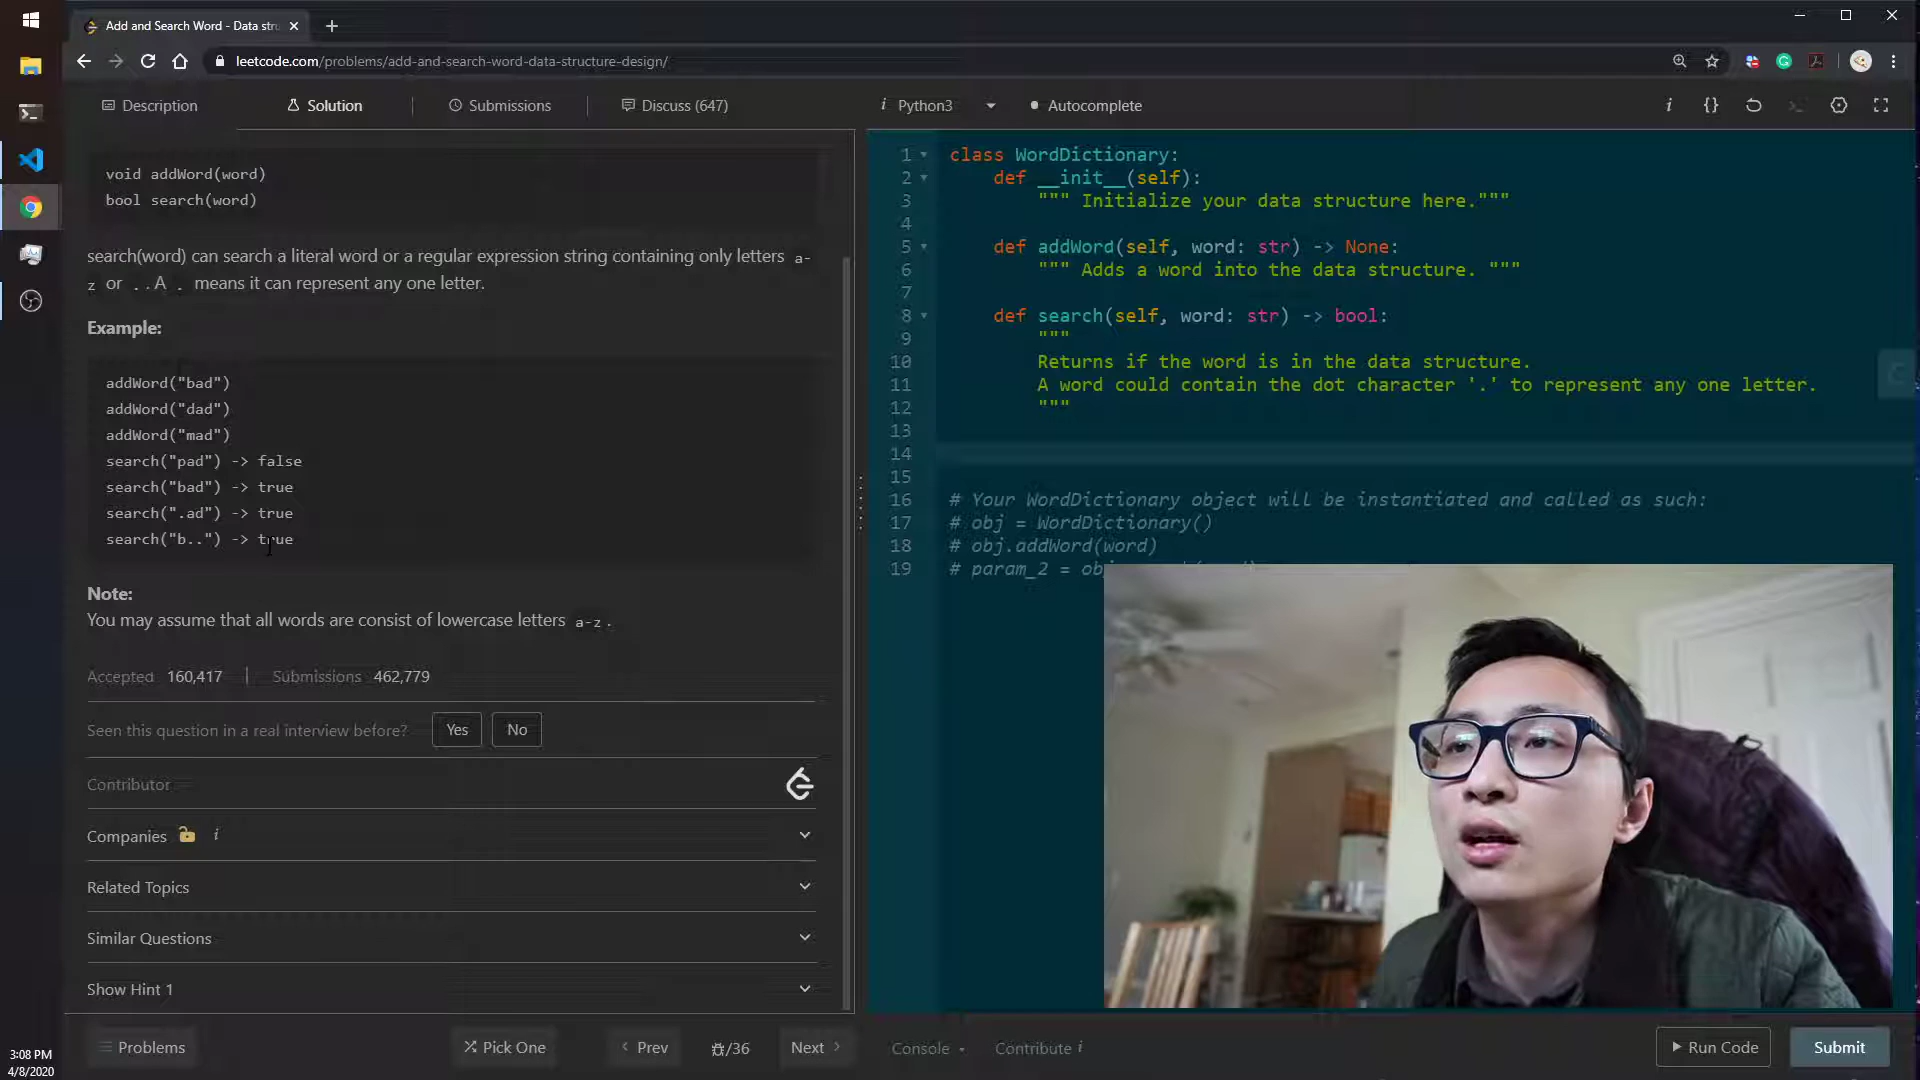 Add and Search Word - Data stru
leetcode.com/problems/add-and-search-word-data-structure-design/
Description
Solution
Submissions
Discuss (647)
i Python3
Autocomplete
void addWord(word)
bool search(word)
search(word) can search a literal word or a regular expression string containing only letters a-
z or . . A . means it can represent any one letter.
Example:
addWord("bad")
addWord("dad")
addWord("mad")
search("pad") -> false
search("bad") -> true
search(".ad") -> true
search("b..") -> true
Note:
You may assume that all words are consist of lowercase letters a-z .
Accepted 160,417 | Submissions 462,779
Seen this question in a real interview before? Yes No
Contributor
Companies i
Related Topics
Similar Questions
Show Hint 1
Problems
Pick One
Prev
/36
Next
1 class WordDictionary:
2 def __init__(self):
3 """ Initialize your data structure here."""
4
5 def addWord(self, word: str) -> None:
6 """ Adds a word into the data structure. """
7
8 def search(self, word: str) -> bool:
9 """
10 Returns if the word is in the data structure.
11 A word could contain the dot character '.' to represent any one letter.
12 """
13
14
15
16 # Your WordDictionary object will be instantiated and called as such:
17 # obj = WordDictionary()
18 # obj.addWord(word)
19 # param_2 =
Console
Contribute i
Run Code
Submit
3:08 PM
4/8/2020